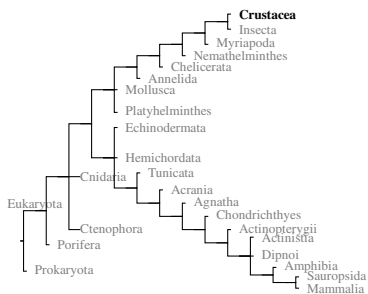 Crustacea
Insecta
Myriapoda
Nemathelminthes
Chelicerata
Annelida
Mollusca
Platyhelminthes
Echinodermata
Hemichordata
Tunicata
Cnidaria
Acrania
Agnatha
Eukaryota
Chondrichthyes
Ctenophora
Actinopterygii
Actinistia
Porifera
Dipnoi
Amphibia
Prokaryota
Sauropsida
Mammalia